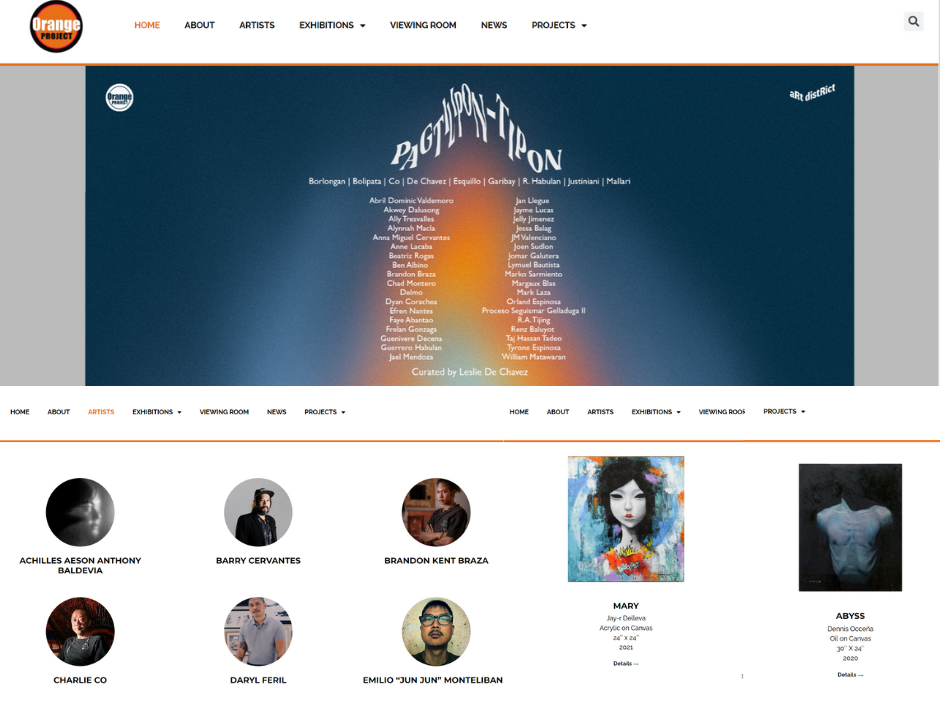 Orange
PROJECT
HOME ABOUT ARTISTS EXHIBITIONS VIEWING ROOM NEWS PROJECTS
Orange
PROJECT
aRt distRict
PAGTILIPON-TIPON
Borlongan | Bolipata | Co | De Chavez | Esquillo | Garibay | R. Habulan | Justiniani | Mallari
Abril Dominic Valdemoro
Akwey Dalusong
Ally Tresvalles
Alynnah Macla
Anna Miguel Cervantes
Anne Lacaba
Beatriz Rogas
Ben Albino
Brandon Braza
Chad Montero
Delmo
Dyan Corachea
Efren Nantes
Faye Abantao
Frelan Gonzaga
Guenivere Decena
Guerrero Habulan
Jael Mendoza
Jan Llegue
Jayme Lucas
Jelly Jimenez
Jessa Balag
JM Valenciano
Joen Sudlon
Jomar Galutera
Lymuel Bautista
Marko Sarmiento
Margaux Blas
Mark Laza
Orland Espinosa
Proceso Seguismar Gelladuga II
R.A. Tijing
Renz Baluyot
Taj Hassan Tadeo
Tyrone Espinosa
William Matawaran
Curated by Leslie De Chavez
HOME ABOUT ARTISTS EXHIBITIONS VIEWING ROOM NEWS PROJECTS
ACHILLES AESON ANTHONY
BALDEVIA
BARRY CERVANTES
BRANDON KENT BRAZA
CHARLIE CO
DARYL FERIL
EMILIO “JUN JUN” MONTELIBAN
HOME ABOUT ARTISTS EXHIBITIONS VIEWING ROOF PROJECTS
MARY
Jay-r Delleva
Acrylic on Canvas
24″ x 24″
2021
Details
ABYSS
Dennis Occeña
Oil on Canvas
30″ X 24″
2020
Details